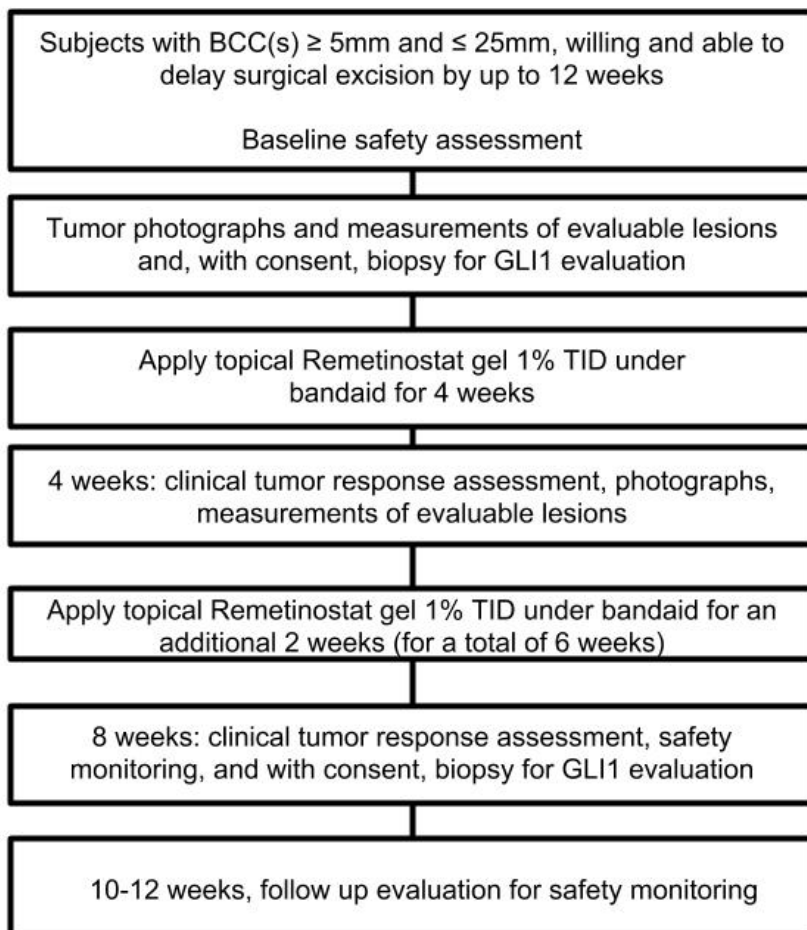 Subjects with BCC(s) ≥ 5mm and ≤ 25mm, willing and able to
delay surgical excision by up to 12 weeks
Baseline safety assessment
Tumor photographs and measurements of evaluable lesions
and, with consent, biopsy for GLI1 evaluation
Apply topical Remetinostat gel 1% TID under
bandaid for 4 weeks
4 weeks: clinical tumor response assessment, photographs,
measurements of evaluable lesions
Apply topical Remetinostat gel 1% TID under bandaid for an
additional 2 weeks (for a total of 6 weeks)
8 weeks: clinical tumor response assessment, safety
monitoring, and with consent, biopsy for GLI1 evaluation
10-12 weeks, follow up evaluation for safety monitoring